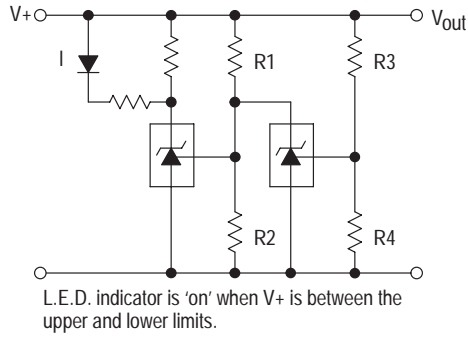 V+
Vout
I
R1
R3
R2
R4
L.E.D. indicator is 'on' when V+ is between the
upper and lower limits.